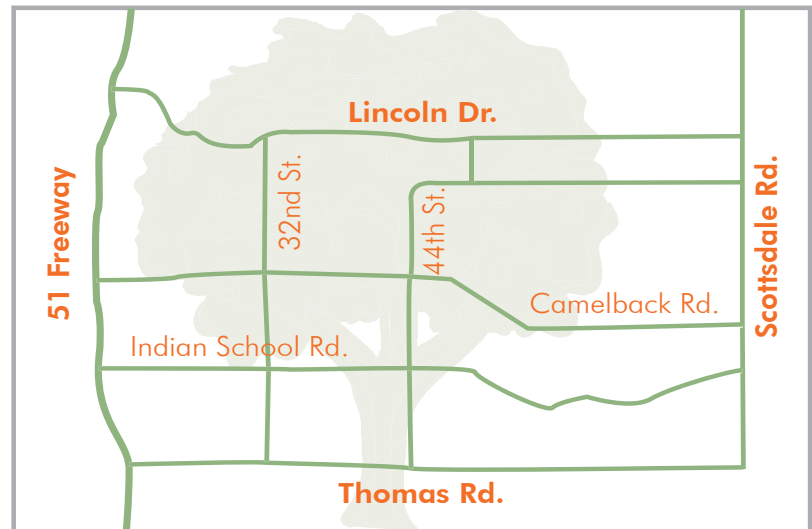 Lincoln Dr.
32nd St.
44th St.
51 Freeway
Scottsdale Rd.
Camelback Rd.
Indian School Rd.
Thomas Rd.